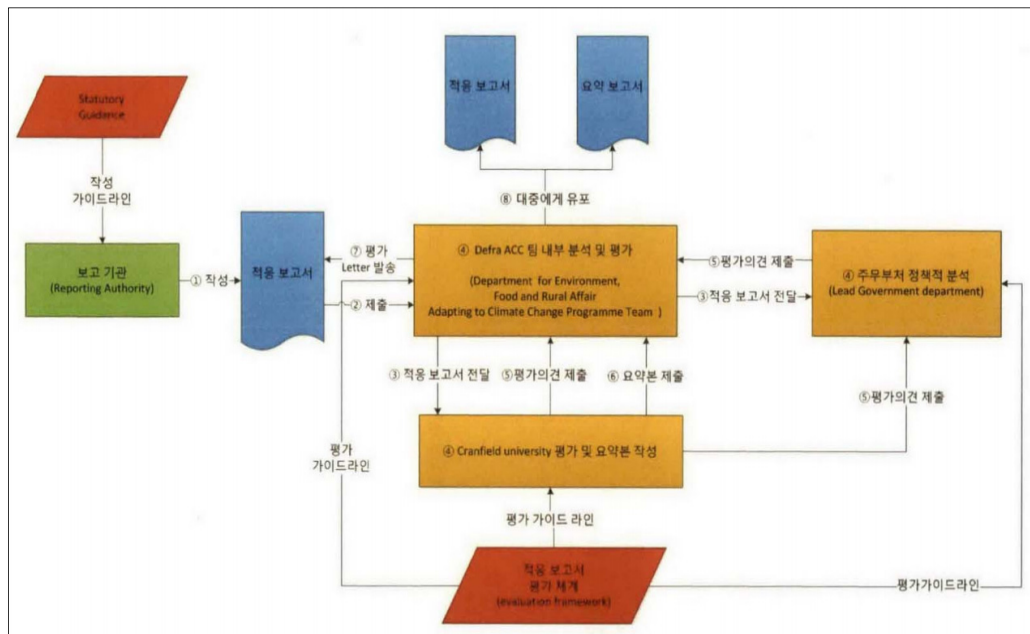 적응 보고서
요약 보고서
Statutory
Guidance
작성
가이드라인
⑧ 대중에게 유포
보고 기관
(Reporting Authority)
① 작성
적응 보고서
⑦ 평가
Letter 발송
② 제출
④ Defra ACC 팀 내부 분석 및 평가
(Department for Environment,
Food and Rural Affair
Adapting to Climate Change Programme Team )
⑤평가의견 제출
③적응 보고서 전달
④ 주무부처 정책적 분석
(Lead Government department)
③ 적응 보고서 전달
⑤평가의견 제출
⑥ 요약본 제출
⑤평가의견 제출
평가
가이드라인
④ Cranfield university 평가 및 요약본 작성
평가 가이드 라인
적응 보고서
평가 체계
(evaluation framework)
평가가이드라인